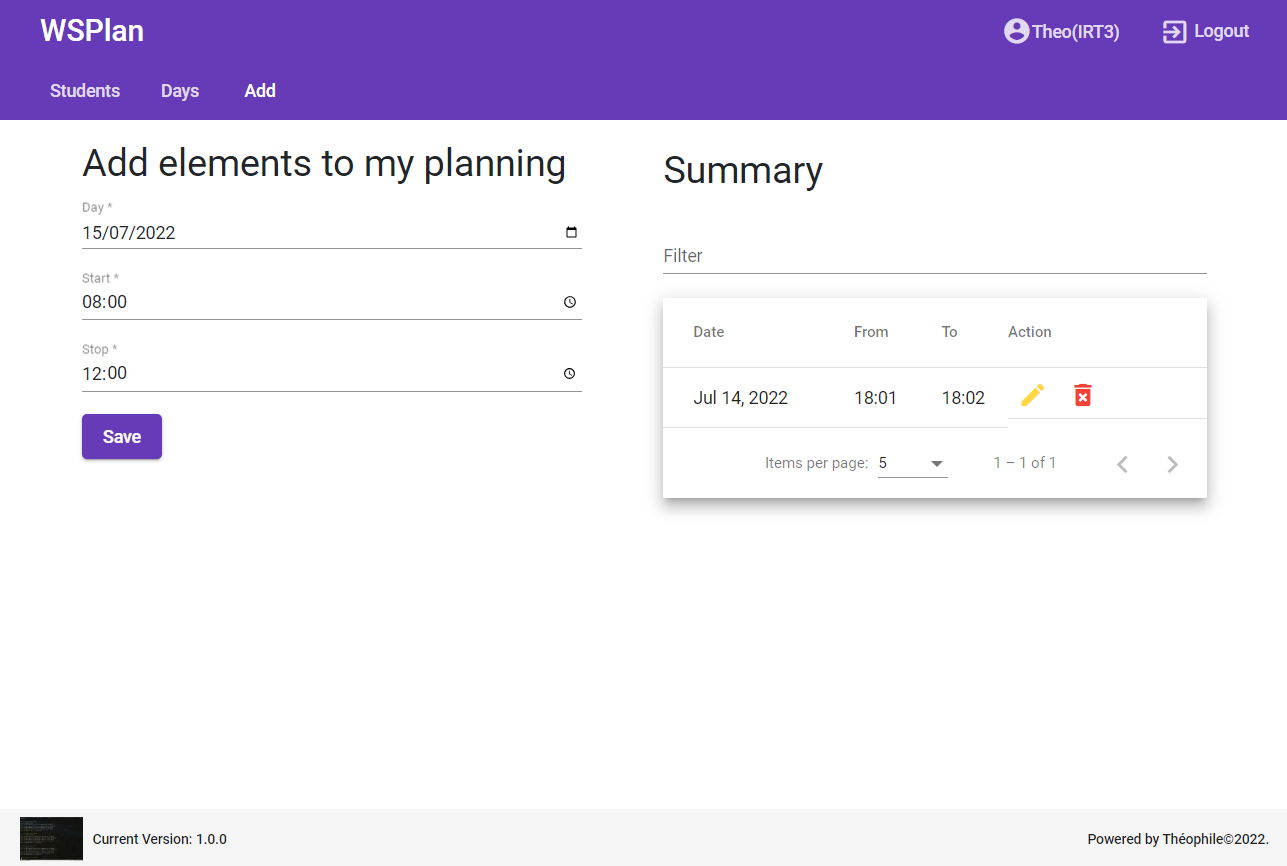 WSPlan
Theo(IRT3)
Logout
Students
Days
Add
Add elements to my planning
Day *
15/07/2022
Start *
08:00
Stop *
12:00
Save
Summary
Filter
Date From To Action
Jul 14, 2022 18:01 18:02
Items per page: 5 1 – 1 of 1
Current Version: 1.0.0
Powered by Théophile©2022.